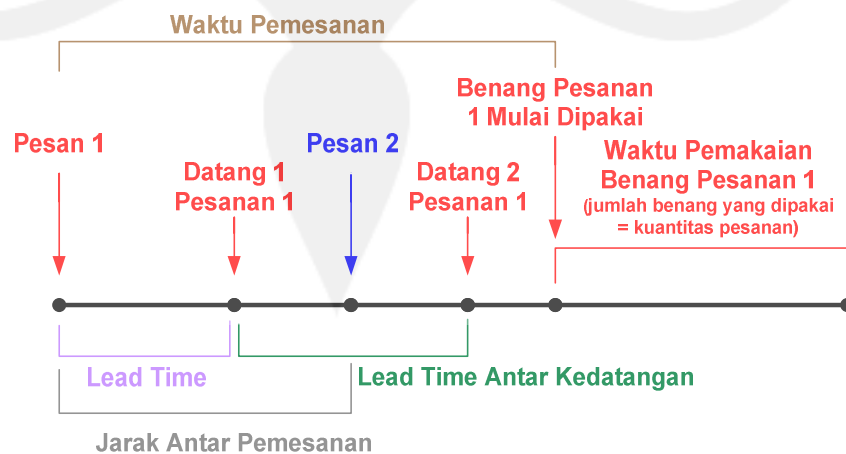 Waktu Pemesanan
Benang Pesanan
1 Mulai Dipakai
Pesan 1
Pesan 2
Waktu Pemakaian
Benang Pesanan 1
(jumlah benang yang dipakai
= kuantitas pesanan)
Datang 1
Pesanan 1
Datang 2
Pesanan 1
Lead Time
Lead Time Antar Kedatangan
Jarak Antar Pemesanan